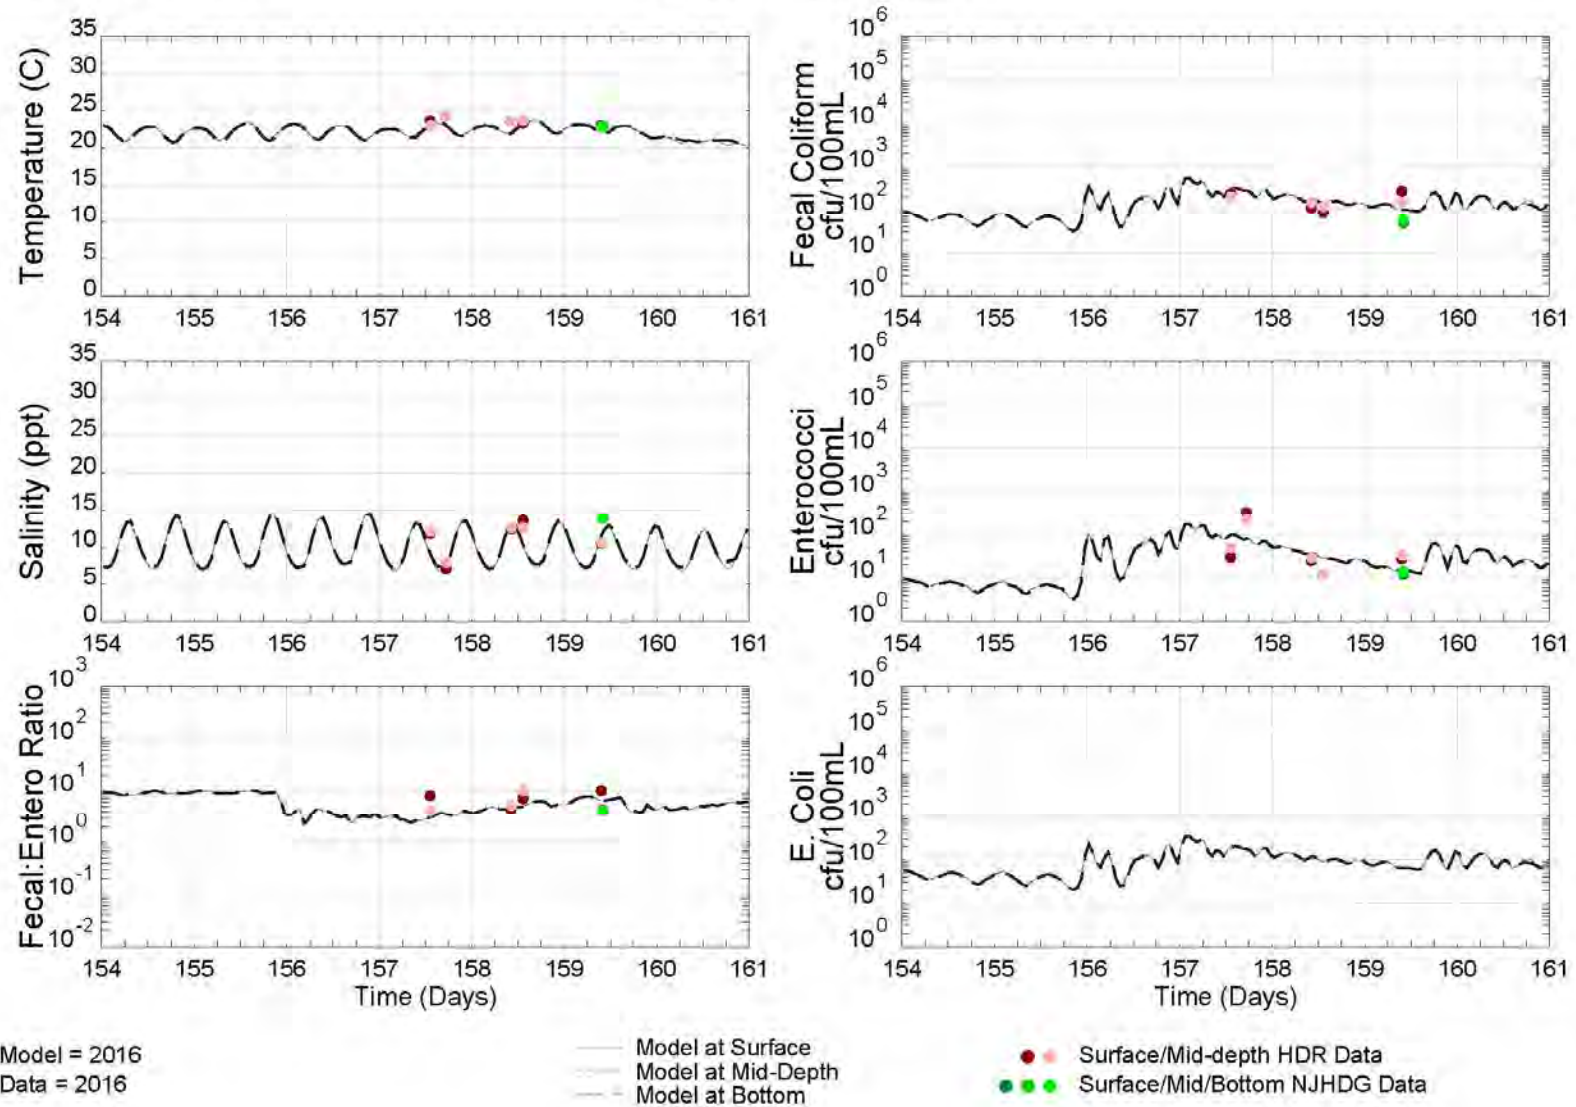 Temperature (C)
35
30
25
20
15
10
5
0
154 155 156 157 158 159 160 161
Fecal Coliform
cfu/100mL
10^6
10^5
10^4
10^3
10^2
10^1
10^0
10^0
154 155 156 157 158 159 160 161
Salinity (ppt)
35
30
25
20
15
10
5
0
154 155 156 157 158 159 160 161
Enterococci
cfu/100mL
10^6
10^5
10^4
10^3
10^2
10^1
10^0
154 155 156 157 158 159 160 161
Fecal:Entero Ratio
10^3
10^2
10^1
10^0
10^-1
10^-2
154 155 156 157 158 159 160 161
Time (Days)
E. Coli
cfu/100mL
10^6
10^5
10^4
10^3
10^2
10^1
10^0
154 155 156 157 158 159 160 161
Time (Days)
Model = 2016
Data = 2016
Model at Surface
Model at Mid-Depth
Model at Bottom
Surface/Mid-depth HDR Data
Surface/Mid/Bottom NJHDG Data